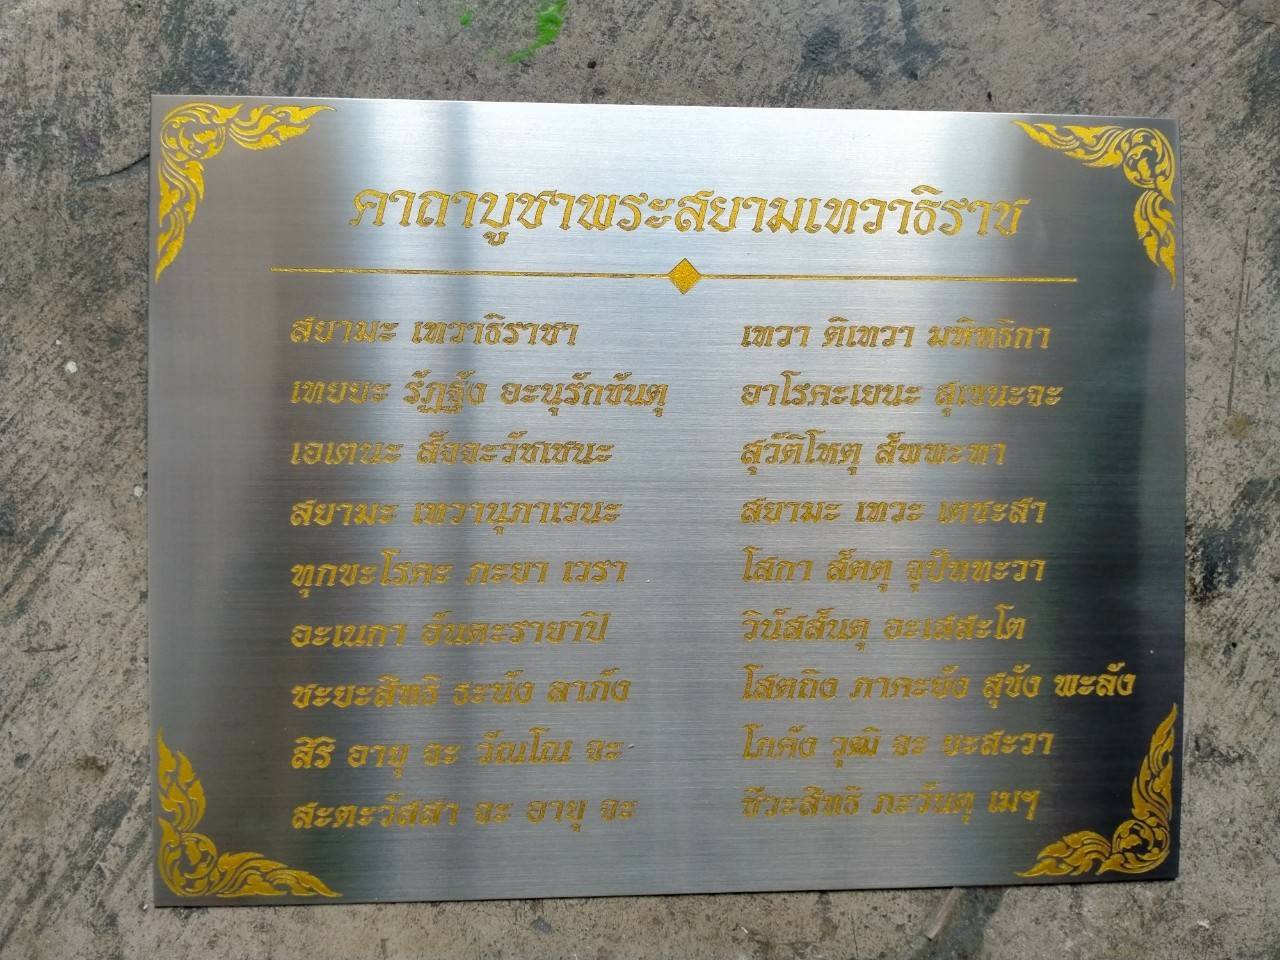 คาถาบูชาพระสยามเทวาธิราช
สยามะ เทวาธิราชา เทวา ติเทวา มหิทธิกา
เทยยะ รัฏฐัง อะนุรักขันตุ อาโรคะเยนะ สุเขนะจะ
เอเตนะ สัจจะวัชเชนะ สุวัติโหตุ สัพพะทา
สยามะ เทวานุภาเวนะ สยามะ เทวะ เตชะสา
ทุกขะโรคะ ภะยา เวรา โสกา สัตตุ จุปัททะวา
อะเนกา อันตะรายาปิ วินัสสันตุ อะเสสะโต
ชะยะสิทธิ ธะนัง ลาภัง โสตถิง ภาคะยัง สุขัง พะลัง
สิริ อายุ จะ วัณโณ จะ โภคัง วุฒิ จะ ยะสะวา
สะตะวัสสา จะ อายุ จะ ชีวะสิทธิ ภะวันตุ เมฯ